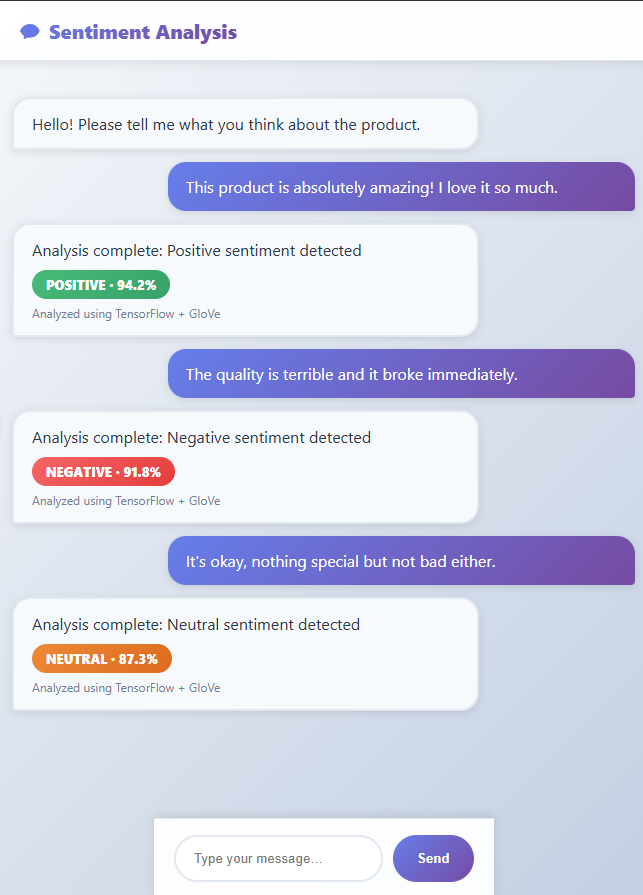 Sentiment Analysis
Hello! Please tell me what you think about the product.
This product is absolutely amazing! I love it so much.
Analysis complete: Positive sentiment detected
POSITIVE • 94.2%
Analyzed using TensorFlow + GloVe
The quality is terrible and it broke immediately.
Analysis complete: Negative sentiment detected
NEGATIVE • 91.8%
Analyzed using TensorFlow + GloVe
It's okay, nothing special but not bad either.
Analysis complete: Neutral sentiment detected
NEUTRAL • 87.3%
Analyzed using TensorFlow + GloVe
Type your message...
Send